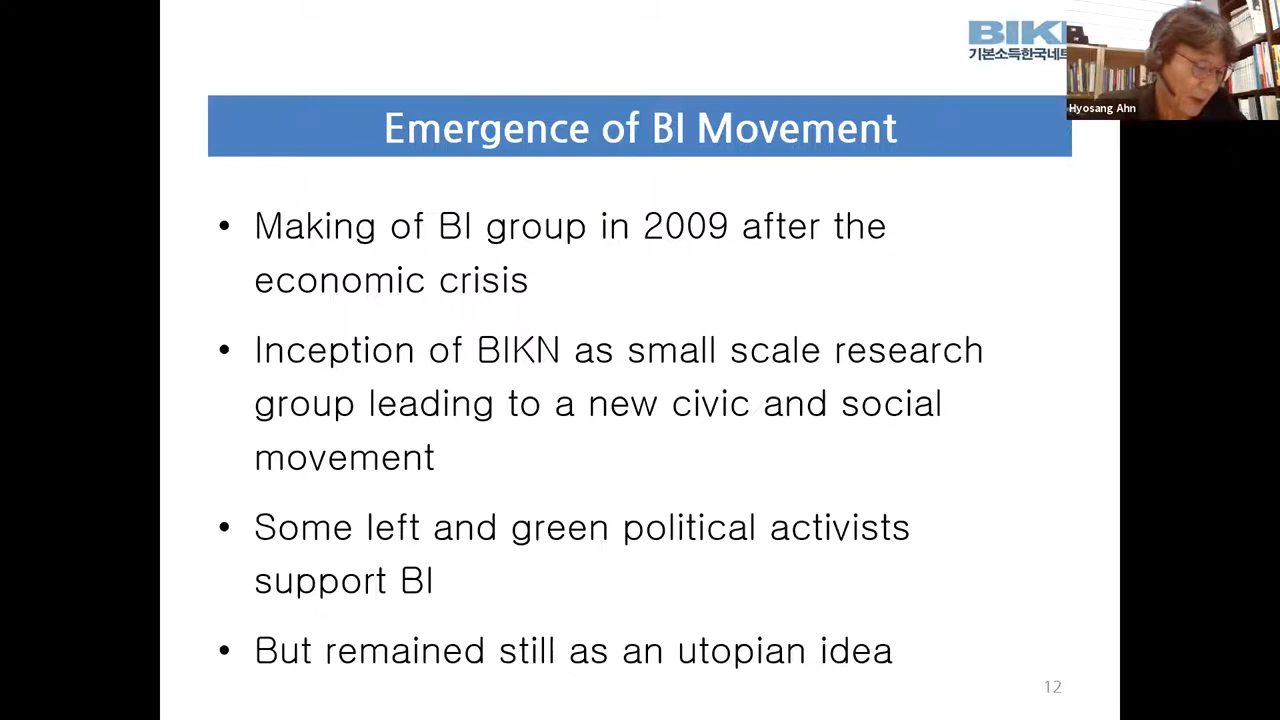 기본소득한국네
Hyosang Ahn
Emergence of BI Movement
• Making of BI group in 2009 after the
economic crisis
• Inception of BIKN as small scale research
group leading to a new civic and social
movement
• Some left and green political activists
support BI
• But remained still as an utopian idea
12